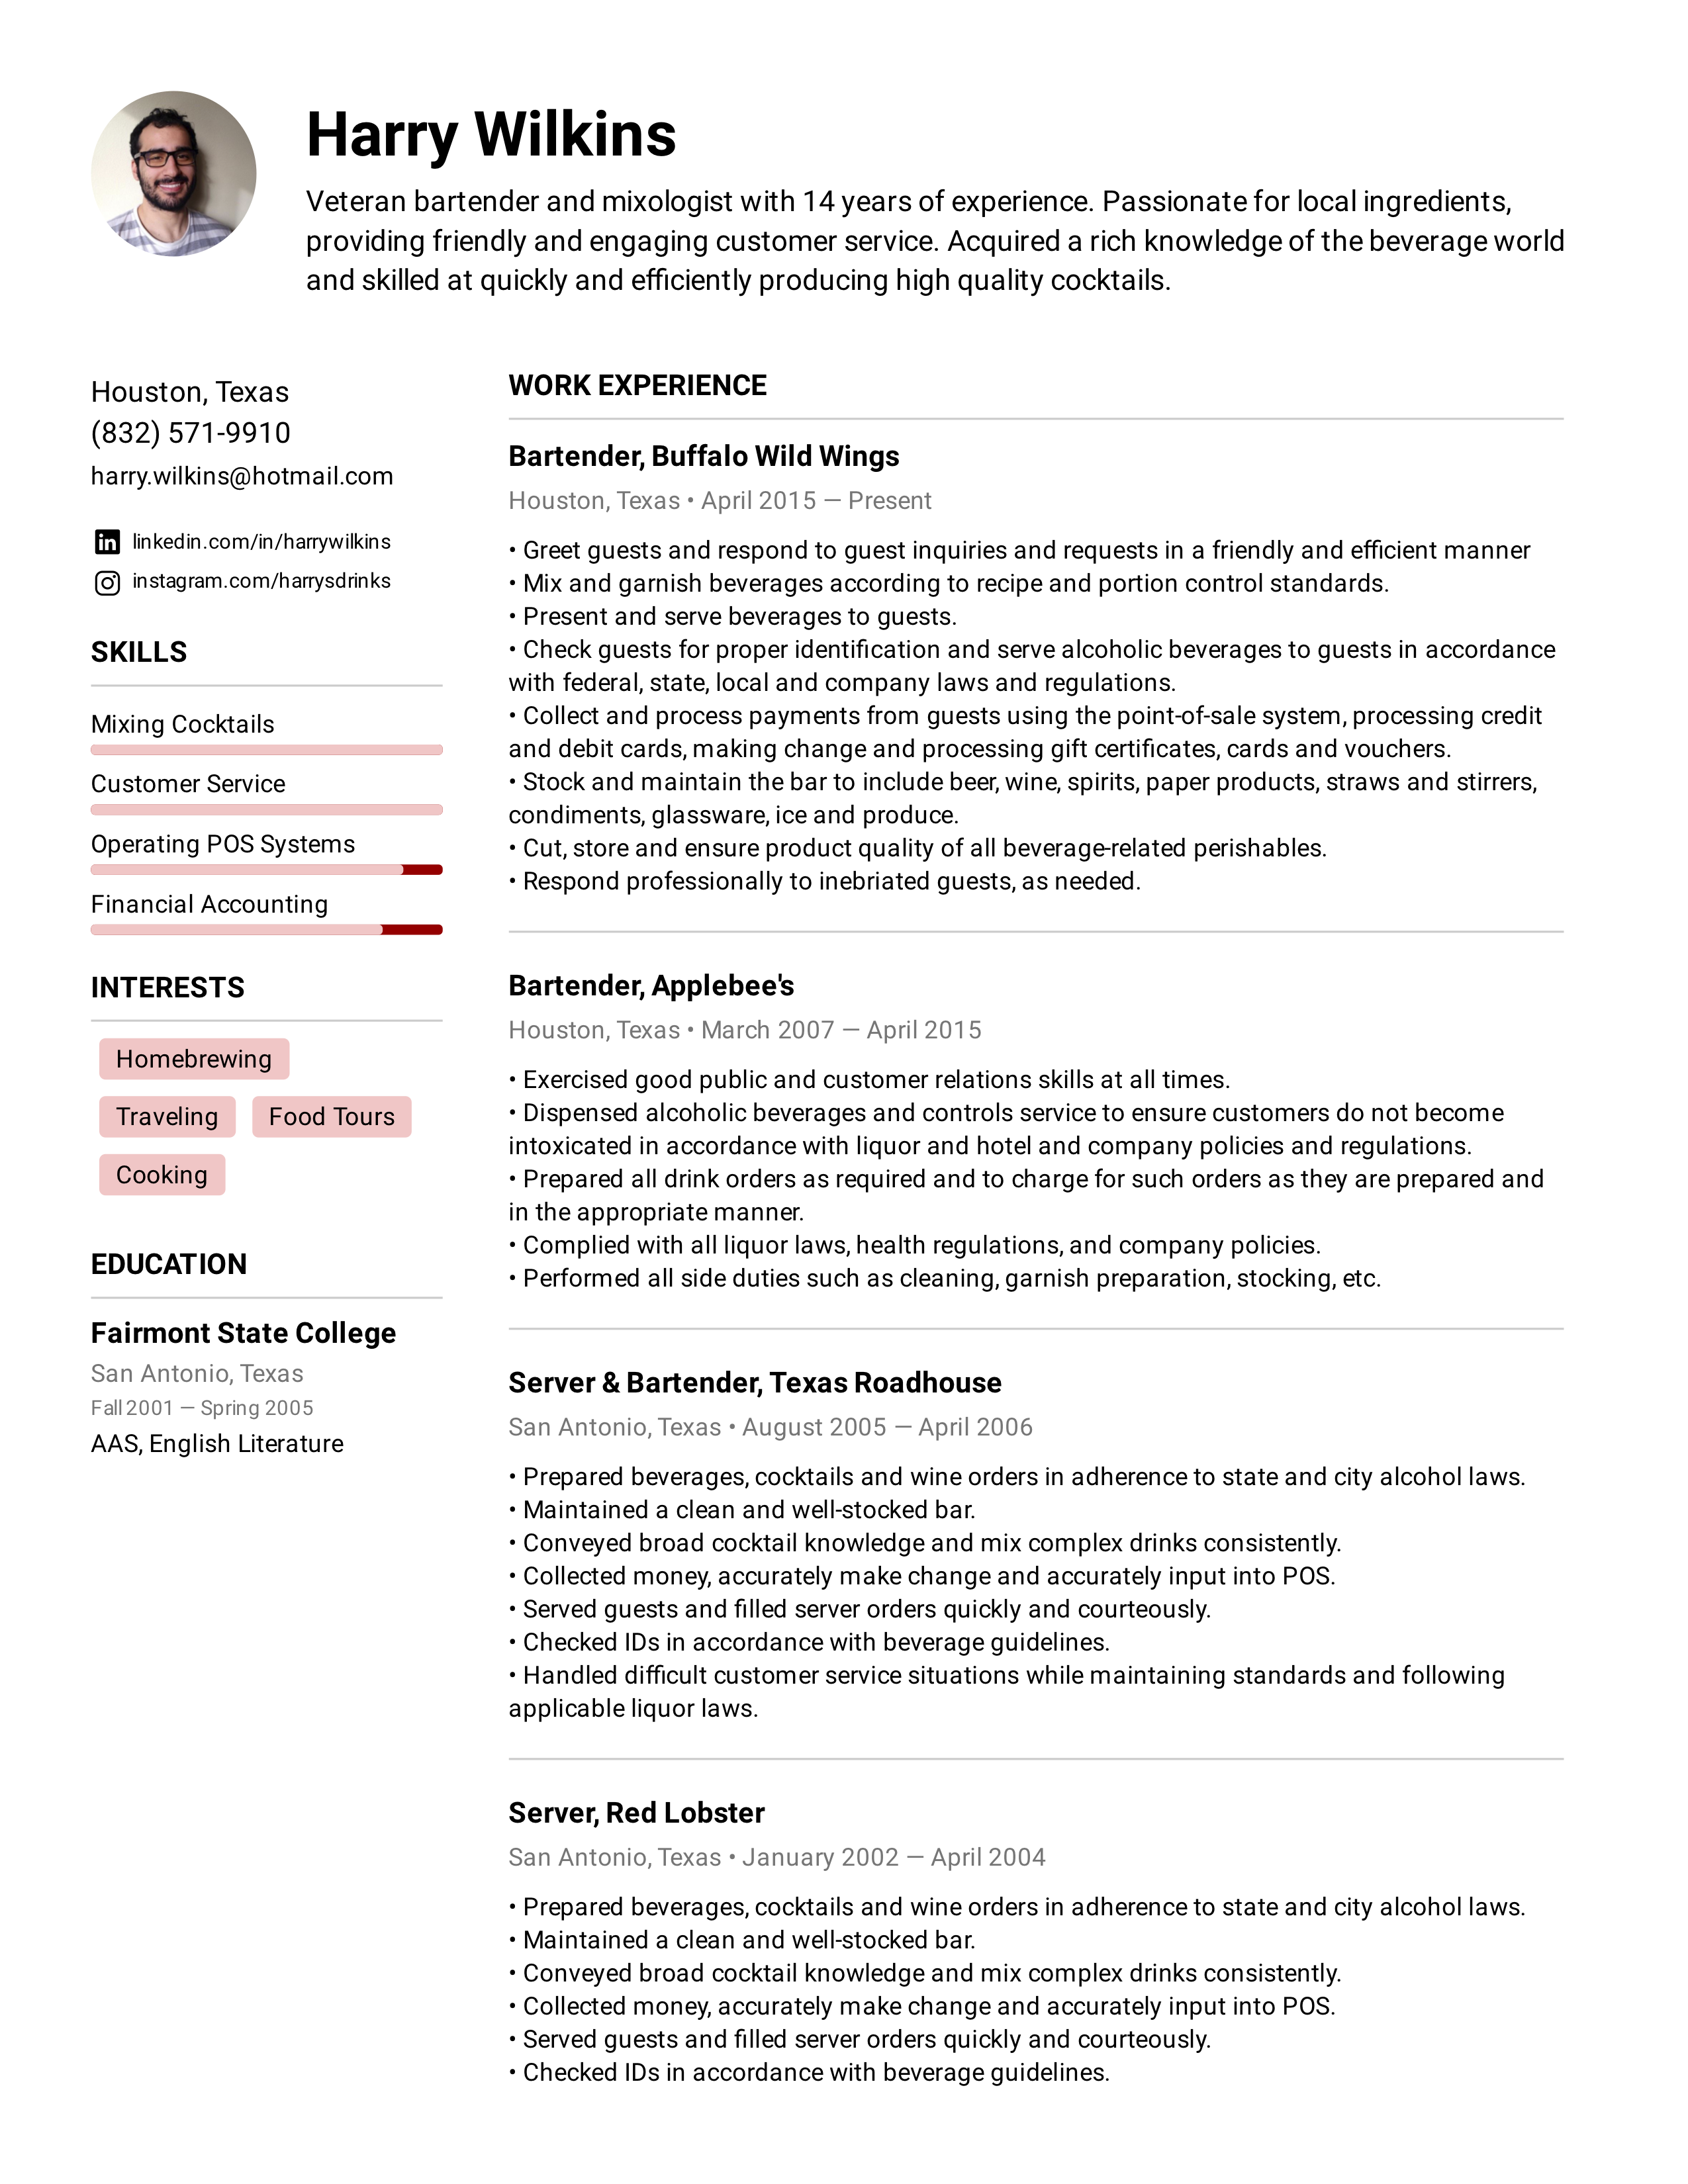 Harry Wilkins
Veteran bartender and mixologist with 14 years of experience. Passionate for local ingredients,
providing friendly and engaging customer service. Acquired a rich knowledge of the beverage world
and skilled at quickly and efficiently producing high quality cocktails.
Houston, Texas
(832) 571-9910
harry.wilkins@hotmail.com
linkedin.com/in/harrywilkins
instagram.com/harrysdrinks
SKILLS
Mixing Cocktails
Customer Service
Operating POS Systems
Financial Accounting
INTERESTS
Homebrewing
Traveling Food Tours
Cooking
EDUCATION
Fairmont State College
San Antonio, Texas
Fall 2001 — Spring 2005
AAS, English Literature
WORK EXPERIENCE
Bartender, Buffalo Wild Wings
Houston, Texas • April 2015 — Present
• Greet guests and respond to guest inquiries and requests in a friendly and efficient manner
• Mix and garnish beverages according to recipe and portion control standards.
• Present and serve beverages to guests.
• Check guests for proper identification and serve alcoholic beverages to guests in accordance
with federal, state, local and company laws and regulations.
• Collect and process payments from guests using the point-of-sale system, processing credit
and debit cards, making change and processing gift certificates, cards and vouchers.
• Stock and maintain the bar to include beer, wine, spirits, paper products, straws and stirrers,
condiments, glassware, ice and produce.
• Cut, store and ensure product quality of all beverage-related perishables.
• Respond professionally to inebriated guests, as needed.
Bartender, Applebee's
Houston, Texas • March 2007 — April 2015
• Exercised good public and customer relations skills at all times.
• Dispensed alcoholic beverages and controls service to ensure customers do not become
intoxicated in accordance with liquor and hotel and company policies and regulations.
• Prepared all drink orders as required and to charge for such orders as they are prepared and
in the appropriate manner.
• Complied with all liquor laws, health regulations, and company policies.
• Performed all side duties such as cleaning, garnish preparation, stocking, etc.
Server & Bartender, Texas Roadhouse
San Antonio, Texas • August 2005 — April 2006
• Prepared beverages, cocktails and wine orders in adherence to state and city alcohol laws.
• Maintained a clean and well-stocked bar.
• Conveyed broad cocktail knowledge and mix complex drinks consistently.
• Collected money, accurately make change and accurately input into POS.
• Served guests and filled server orders quickly and courteously.
• Checked IDs in accordance with beverage guidelines.
• Handled difficult customer service situations while maintaining standards and following
applicable liquor laws.
Server, Red Lobster
San Antonio, Texas • January 2002 — April 2004
• Prepared beverages, cocktails and wine orders in adherence to state and city alcohol laws.
• Maintained a clean and well-stocked bar.
• Conveyed broad cocktail knowledge and mix complex drinks consistently.
• Collected money, accurately make change and accurately input into POS.
• Served guests and filled server orders quickly and courteously.
• Checked IDs in accordance with beverage guidelines.